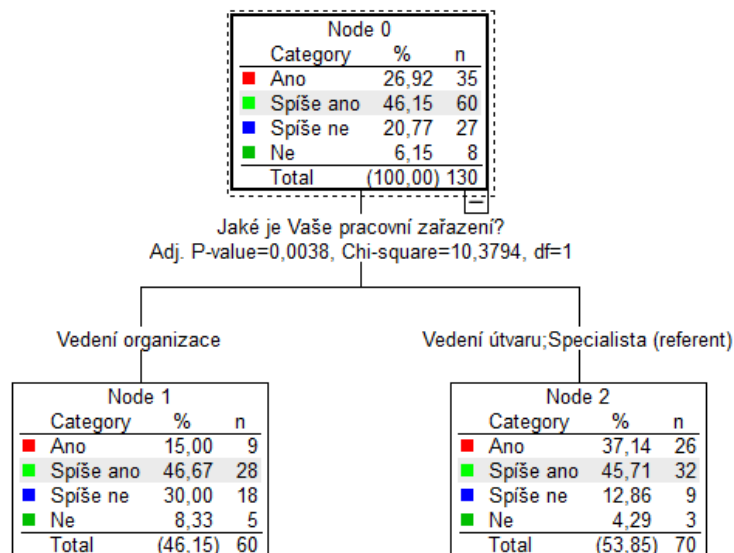 Node 0
Category % n
Ano 26,92 35
Spíše ano 46,15 60
Spíše ne 20,77 27
Ne 6,15 8
Total (100,00) 130
Jaké je Vaše pracovní zařazení?
Adj. P-value=0,0038, Chi-square=10,3794, df=1
Vedení organizace
Vedení útvaru;Specialista (referent)
Node 1
Category % n
Ano 15,00 9
Spíše ano 46,67 28
Spíše ne 30,00 18
Ne 8,33 5
Total (46,15) 60
Node 2
Category % n
Ano 37,14 26
Spíše ano 45,71 32
Spíše ne 12,86 9
Ne 4,29 3
Total (53,85) 70